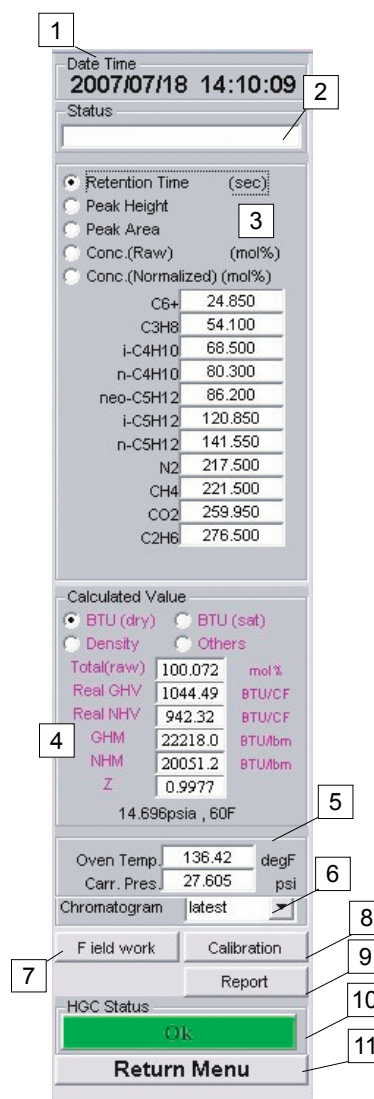 1
Date Time
2007/07/18 14:10:09
2
Status
Retention Time (sec)
Peak Height
3
Peak Area
Conc.(Raw) (mol%)
Conc.(Normalized) (mol%)
C6+ 24.850
C3H8 54.100
i-C4H10 68.500
n-C4H10 80.300
neo-C5H12 86.200
i-C5H12 120.850
n-C5H12 141.550
N2 217.500
CH4 221.500
CO2 259.950
C2H6 276.500
Calculated Value
BTU (dry) BTU (sat)
Density Others
Total(raw) 100.072 mol%
Real GHV 1044.49 BTU/CF
Real NHV 942.32 BTU/CF
4
GHM 22218.0 BTU/lbm
NHM 20051.2 BTU/lbm
Z 0.9977
14.696psia , 60F
5
Oven Temp. 136.42 degF
Carr. Pres. 27.605 psi
6
Chromatogram latest
8
Field work Calibration
7
9
Report
HGC Status
10
Ok
11
Return Menu